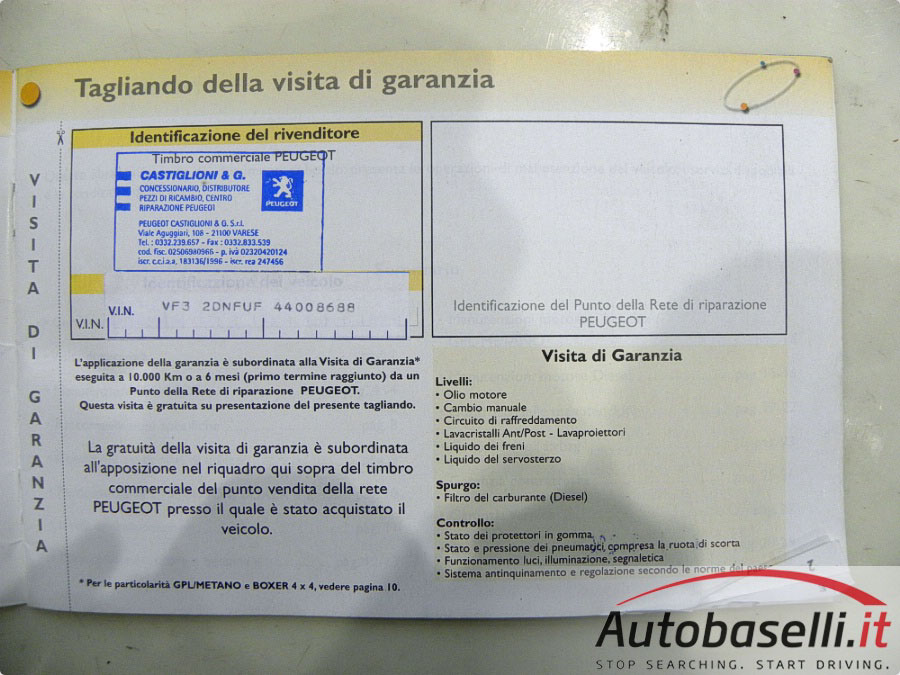 Tagliando della visita di garanzia
VISITA DI GARANZIA
Identificazione del rivenditore
Timbro commerciale PEUGEOT
CASTIGLIONI & G.
CONCESSIONARIO, DISTRIBUTORE
PEZZI DI RICAMBIO, CENTRO
RIPARAZIONE PEUGEOT
PEUGEOT
PEUGEOT CASTIGLIONI & G. S.r.l.
Viale Aguggiari, 108 - 21100 VARESE
Tel.: 0332.239.657 - Fax: 0332.833.539
cod. fisc. 02506980966 - p. iva 02320420124
iscr. c.c.i.a.a. 183136/1996 - iscr. rea 247456
Identificazione del veicolo
V.I.N. VF3 2DNFUF 44008688
V.I.N.
L'applicazione della garanzia è subordinata alla Visita di Garanzia*
eseguita a 10.000 Km o a 6 mesi (primo termine raggiunto) da un
Punto della Rete di riparazione PEUGEOT.
Questa visita è gratuita su presentazione del presente tagliando.
La gratuità della visita di garanzia è subordinata
all'apposizione nel riquadro qui sopra del timbro
commerciale del punto vendita della rete
PEUGEOT presso il quale è stato acquistato il
veicolo.
* Per le particolarità GPL/METANO e BOXER 4 x 4, vedere pagina 10.
Identificazione del Punto della Rete di riparazione
PEUGEOT
Visita di Garanzia
Livelli:
• Olio motore
• Cambio manuale
• Circuito di raffreddamento
• Lavacristalli Ant/Post - Lavaproiettori
• Liquido dei freni
• Liquido del servosterzo
Spurgo:
• Filtro del carburante (Diesel)
Controllo:
• Stato dei protettori in gomma
• Stato e pressione dei pneumatici, compresa la ruota di scorta
• Funzionamento luci, illuminazione, segnaletica
• Sistema antinquinamento e regolazione secondo le norme del paese
Autobaselli.it
STOP SEARCHING. START DRIVING.